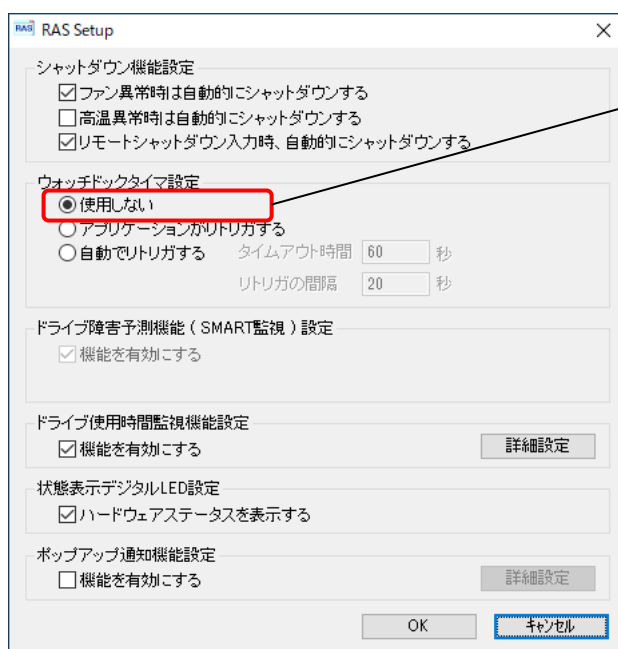 RAS RAS Setup
シャットダウン機能設定
ファン異常時は自動的にシャットダウンする
高温異常時は自動的にシャットダウンする
リモートシャットダウン入力時、自動的にシャットダウンする
ウォッチドックタイマ設定
使用しない
アプリケーションがリトリガする
自動でリトリガする タイムアウト時間 60 秒
リトリガの間隔 20 秒
ドライブ障害予測機能（SMART監視）設定
機能を有効にする
ドライブ使用時間監視機能設定
機能を有効にする 詳細設定
状態表示デジタルLED設定
ハードウェアステータスを表示する
ポップアップ通知機能設定
機能を有効にする 詳細設定
OK キャンセル